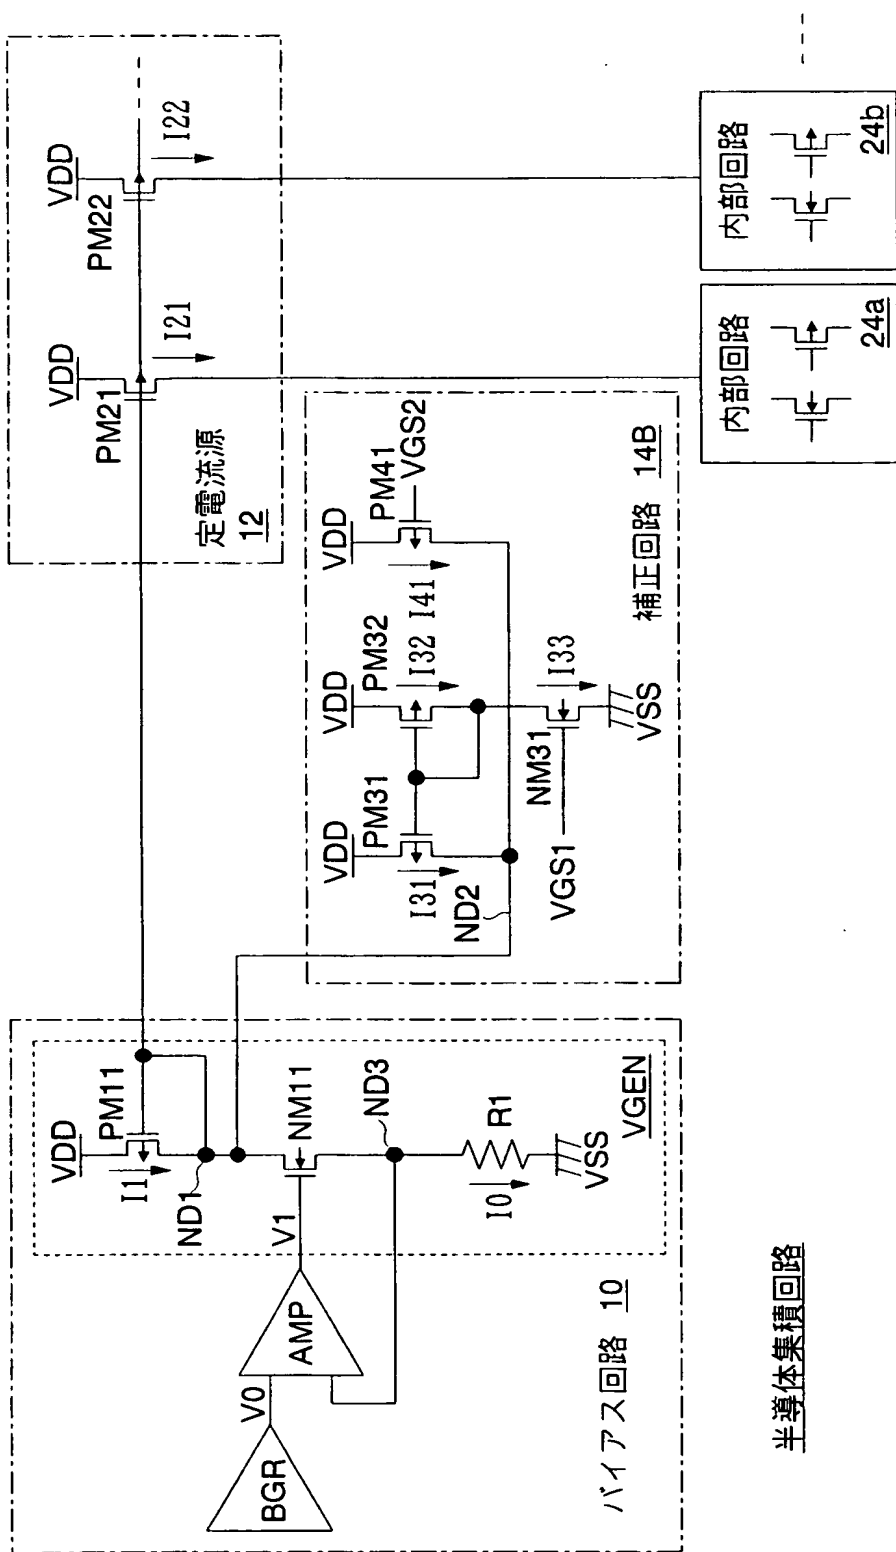 VDD
PM11
I1
ND1
V1
NM11
ND3
R1
I0
VSS
VGEN
AMP
V0
BGR
バイアス回路 10
VDD
PM21
I21
VDD
PM22
I22
定電流源
12
VDD
PM31
I31
ND2
VDD
PM32
I32
VDD
PM41
VGS2
I41
NM31
VGS1
I33
VSS
補正回路 14B
内部回路
24a
内部回路
24b
半導体集積回路